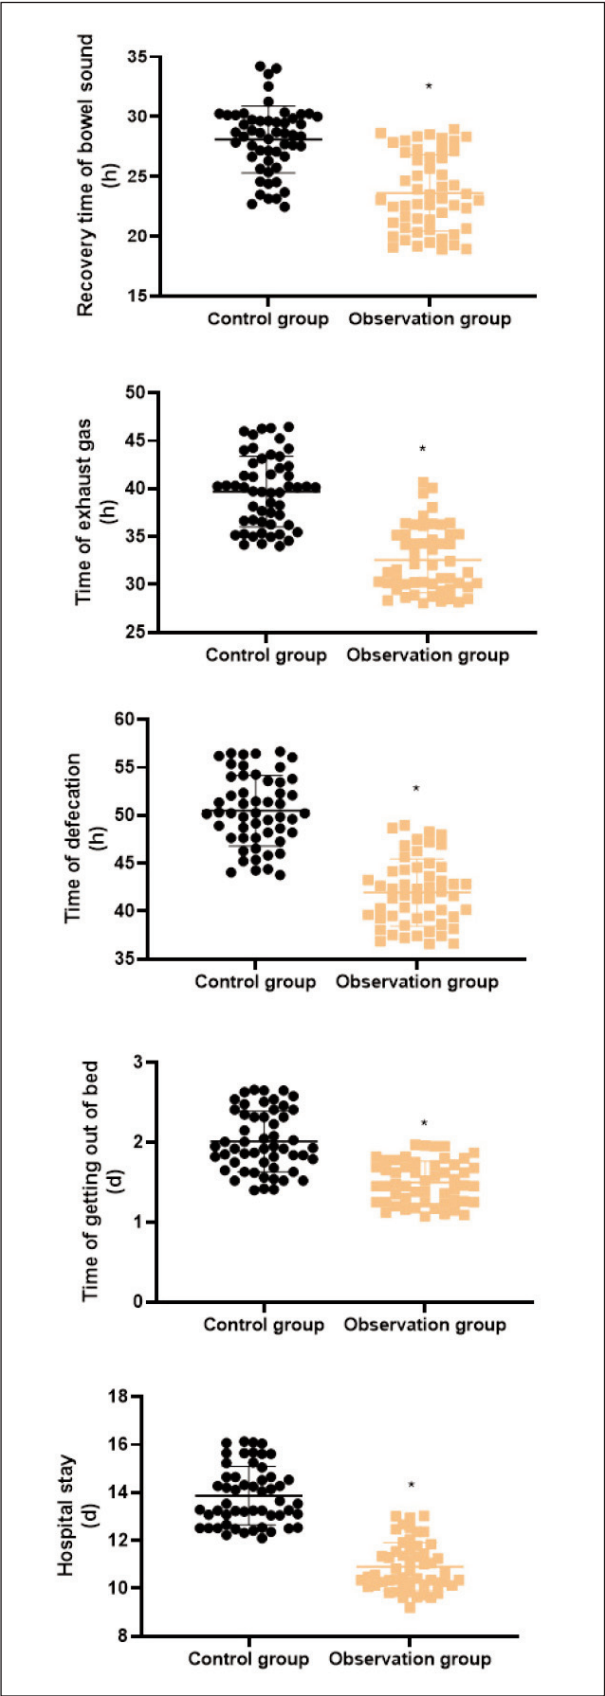 Recovery time of bowel sound
(h)
35
30
25
20
15
*
Control group Observation group
Time of exhaust gas
(h)
50
45
40
35
30
25
*
Control group Observation group
Time of defecation
(h)
60
55
50
45
40
35
*
Control group Observation group
Time of getting out of bed
(d)
3
2
1
0
*
Control group Observation group
Hospital stay
(d)
18
16
14
12
10
8
*
Control group Observation group